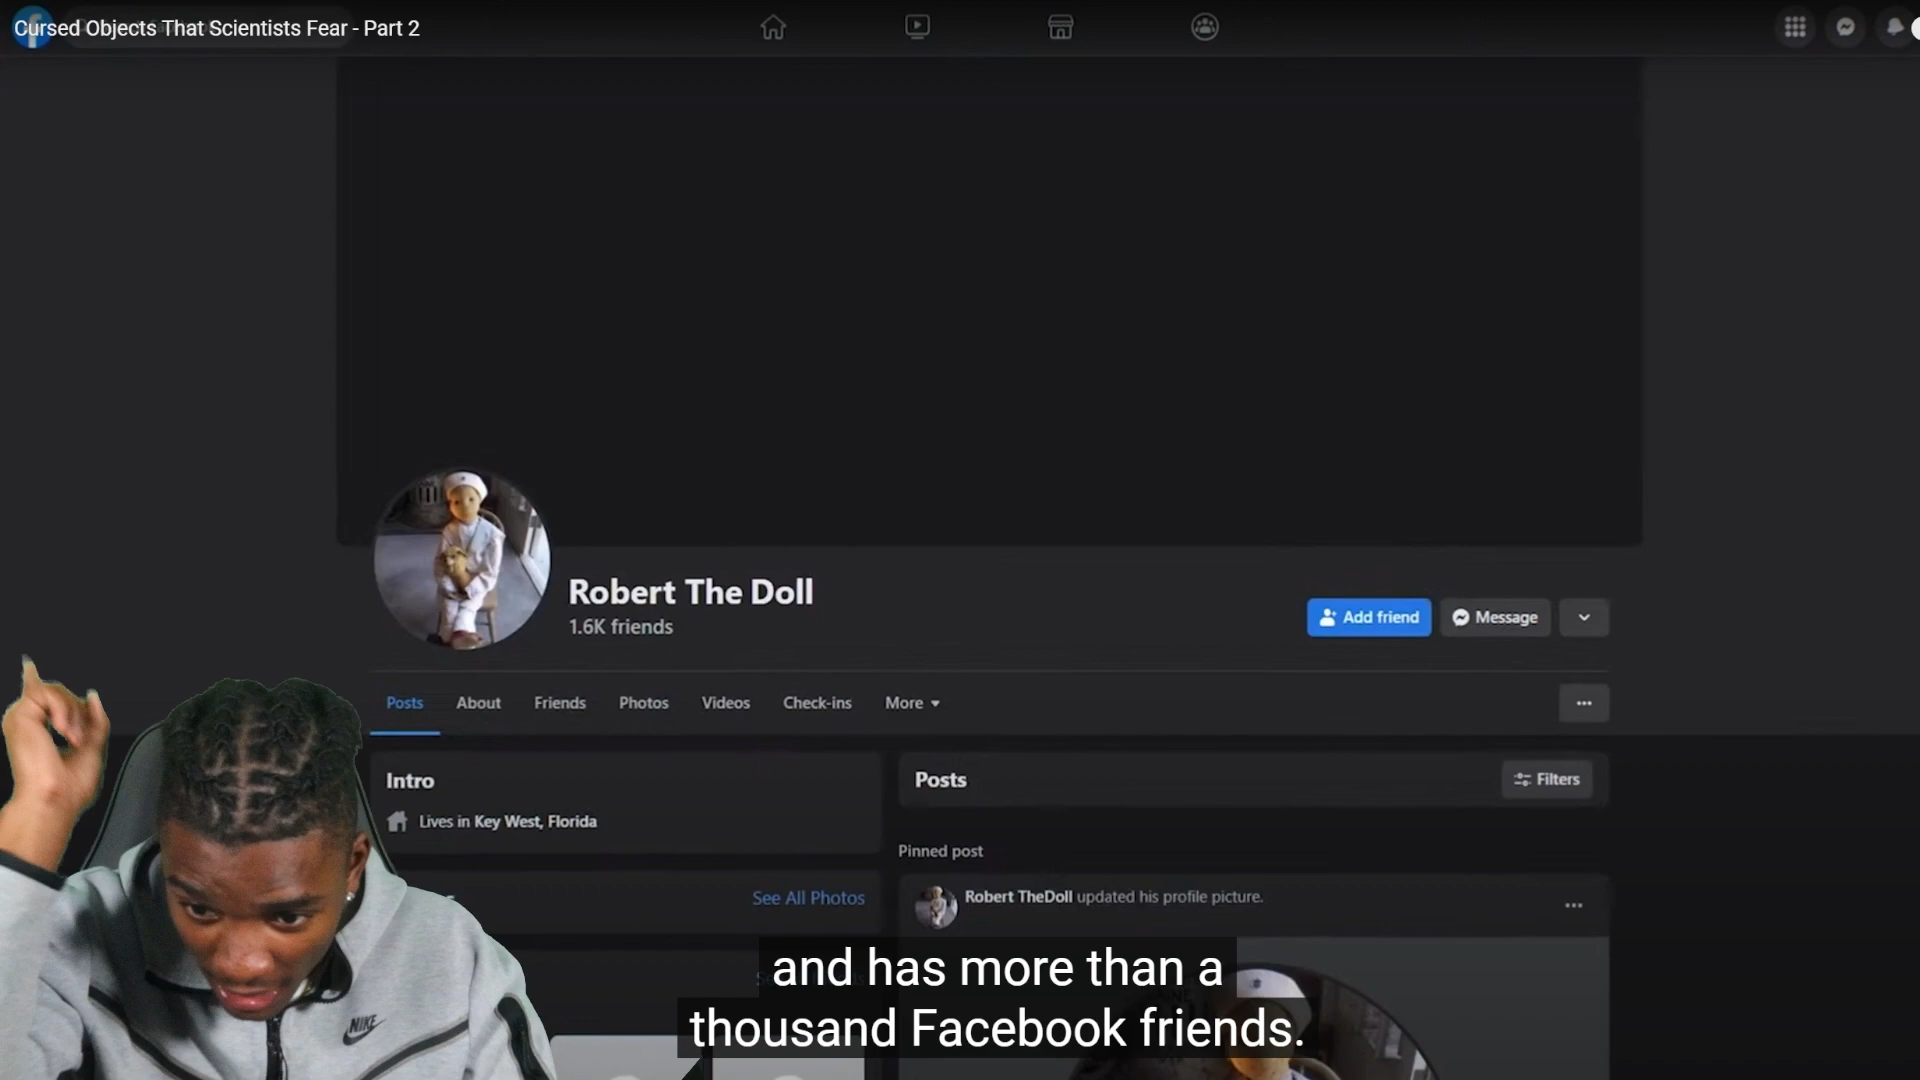 Cursed Objects That Scientists Fear - Part 2
Robert The Doll
1.6K friends
Add friend
Message
Posts
About
Friends
Photos
Videos
Check-ins
More
Intro
Lives in Key West, Florida
See All Photos
Posts
Filters
Pinned post
Robert TheDoll updated his profile picture.
and has more than a
thousand Facebook friends.
NIKE